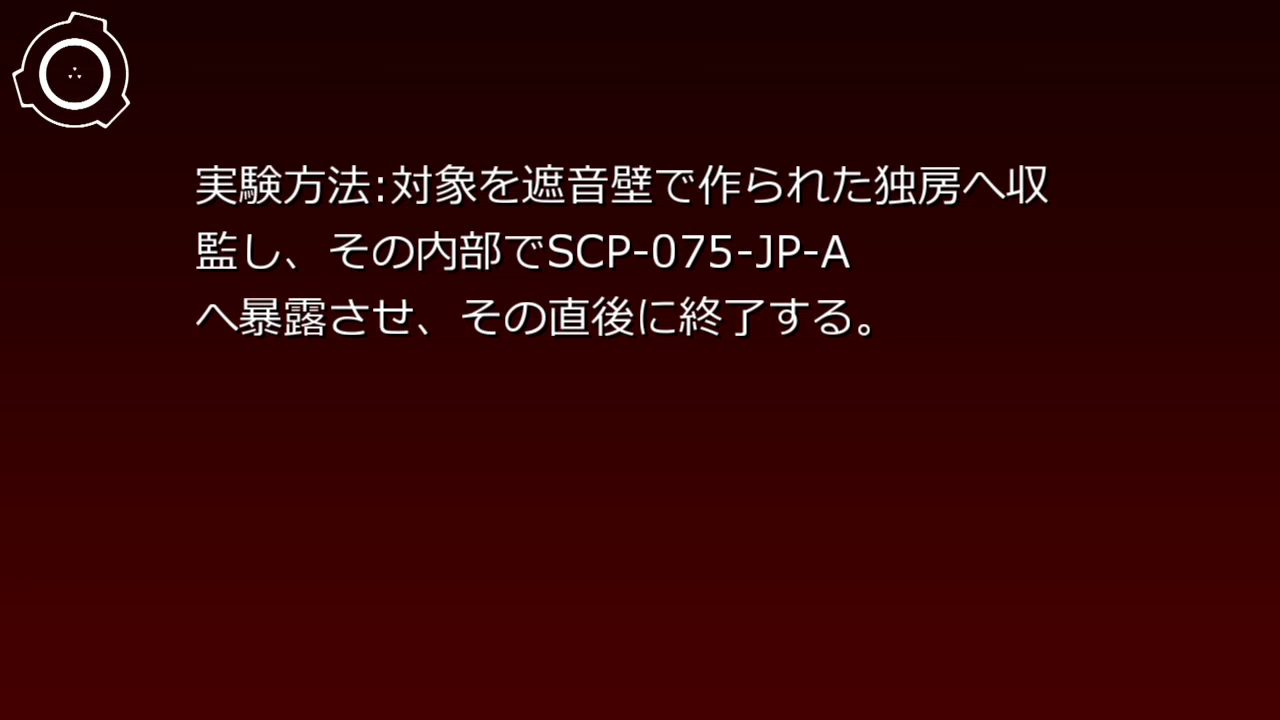 実験方法:対象を遮音壁で作られた独房へ収
監し、その内部でSCP-075-JP-A
へ暴露させ、その直後に終了する。